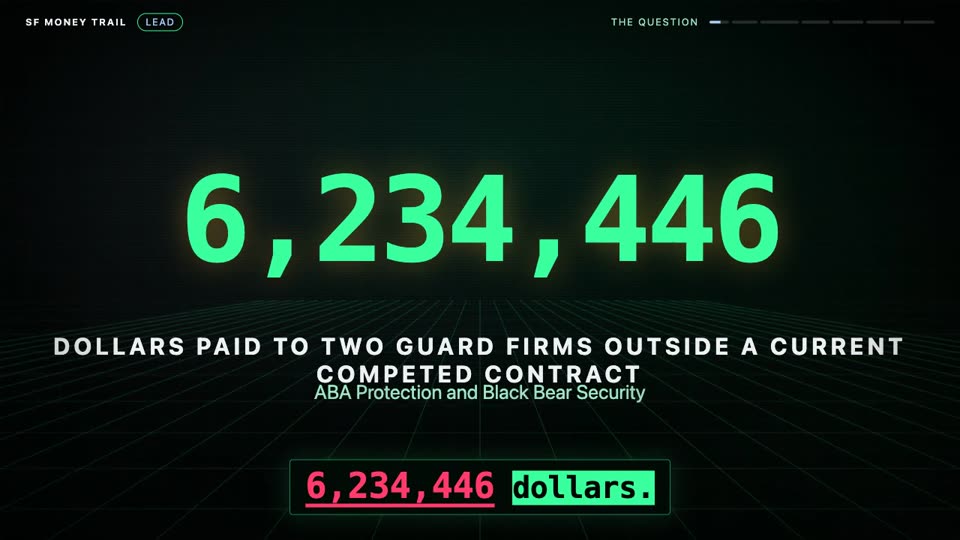 SF MONEY TRAIL LEAD THE QUESTION
6,234,446
DOLLARS PAID TO TWO GUARD FIRMS OUTSIDE A CURRENT
COMPETED CONTRACT
ABA Protection and Black Bear Security
6,234,446 dollars.